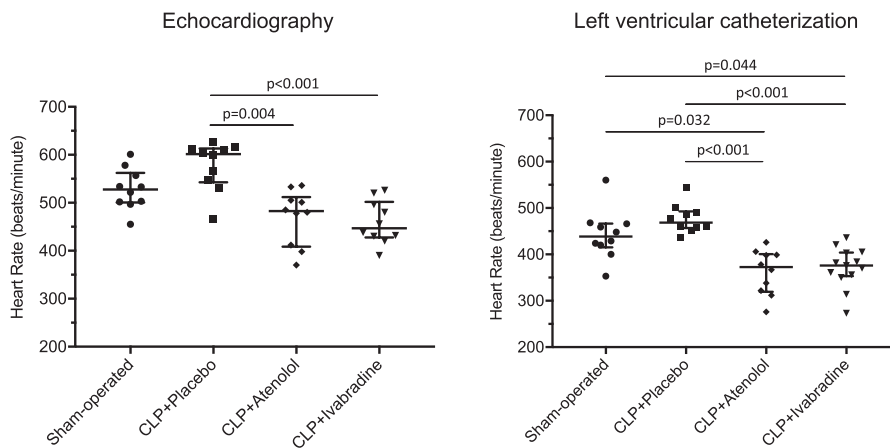 Echocardiography
p<0.001
p=0.004
700
600
500
400
300
200
Heart Rate (beats/minute)
Sham-operated
CLP+Placebo
CLP+Atenolol
CLP+Ivabradine
Left ventricular catheterization
p=0.044
p<0.001
p=0.032
p<0.001
700
600
500
400
300
200
Heart Rate (beats/minute)
Sham-operated
CLP+Placebo
CLP+Atenolol
CLP+Ivabradine